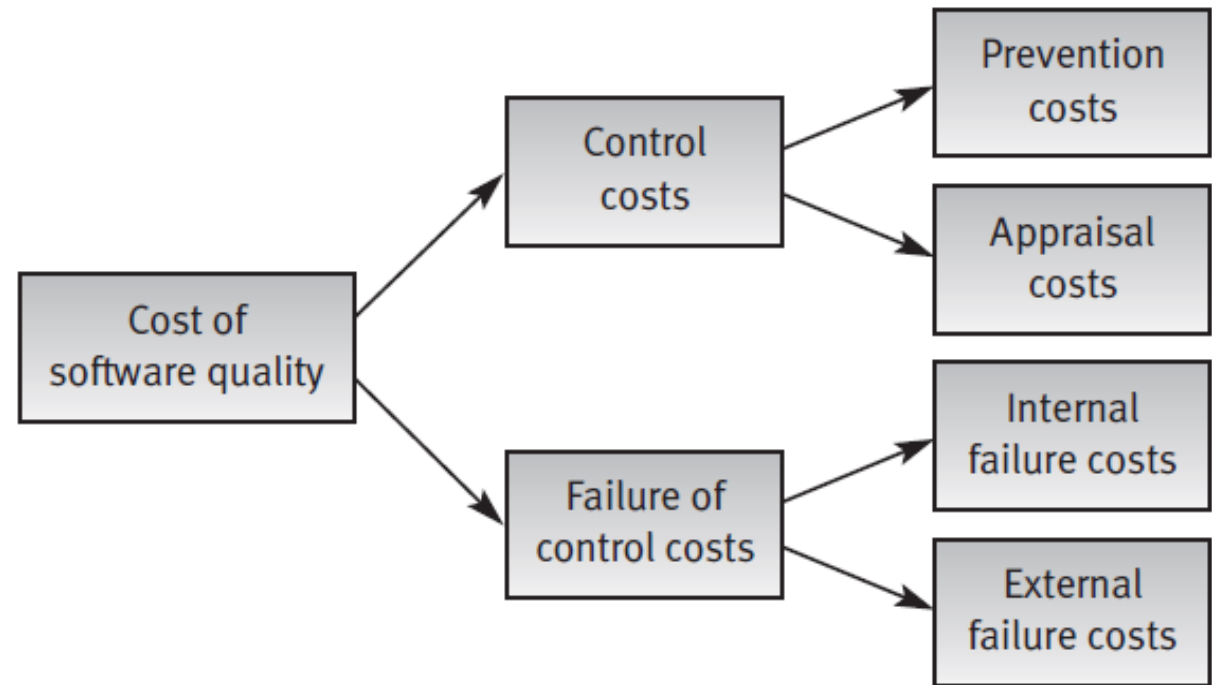 Cost of
software quality
Control
costs
Failure of
control costs
Prevention
costs
Appraisal
costs
Internal
failure costs
External
failure costs